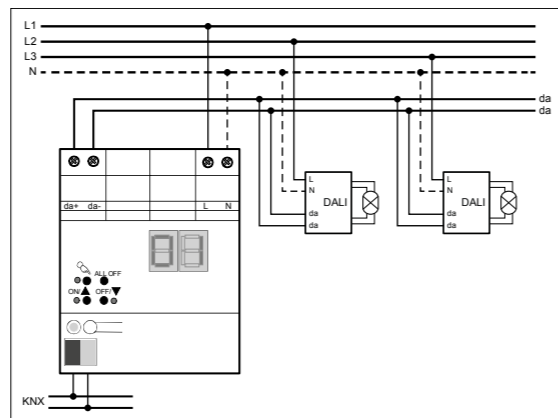 L1
L2
L3
N
da
da
da+ da- L N
L
N
DALI
da
da
L
N
DALI
da
da
ALL OFF
ON/▲ OFF/▼
KNX